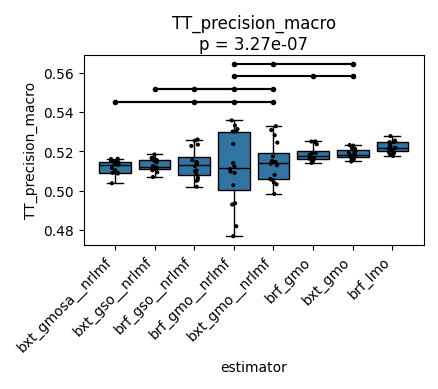 TT_precision_macro
p = 3.27e-07
TT_precision_macro
0.56
0.54
0.52
0.50
0.48
bxt_gmosa__nrlmf
bxt_gso__nrlmf
brf_gso__nrlmf
brf_gmo__nrlmf
bxt_gmo__nrlmf
brf_gmo
bxt_gmo
brf_lmo
estimator